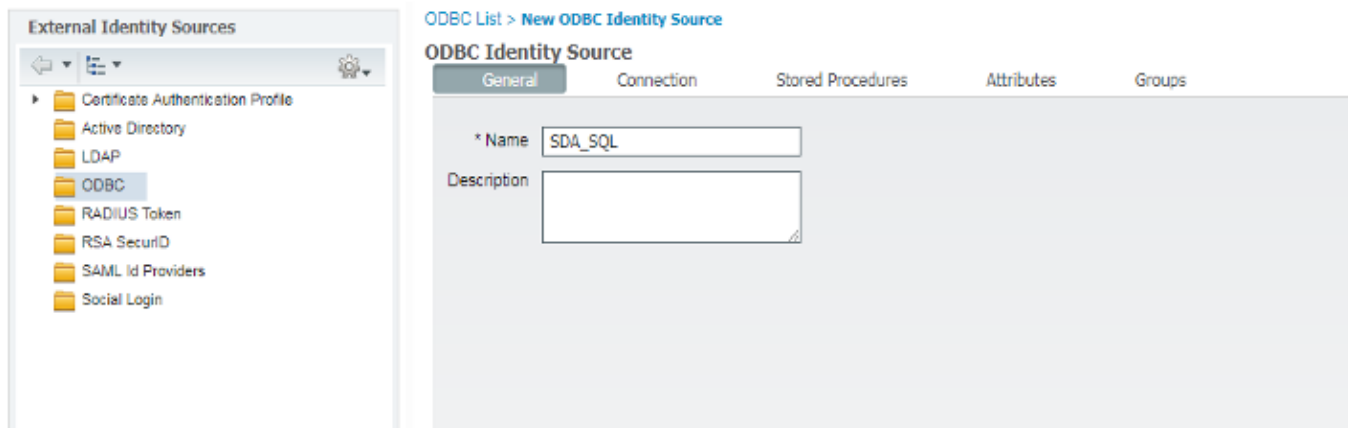 External Identity Sources
Certificate Authentication Profile
Active Directory
LDAP
ODBC
RADIUS Token
RSA SecurID
SAML Id Providers
Social Login
ODBC List > New ODBC Identity Source
ODBC Identity Source
General Connection Stored Procedures Attributes Groups
* Name SDA_SQL
Description